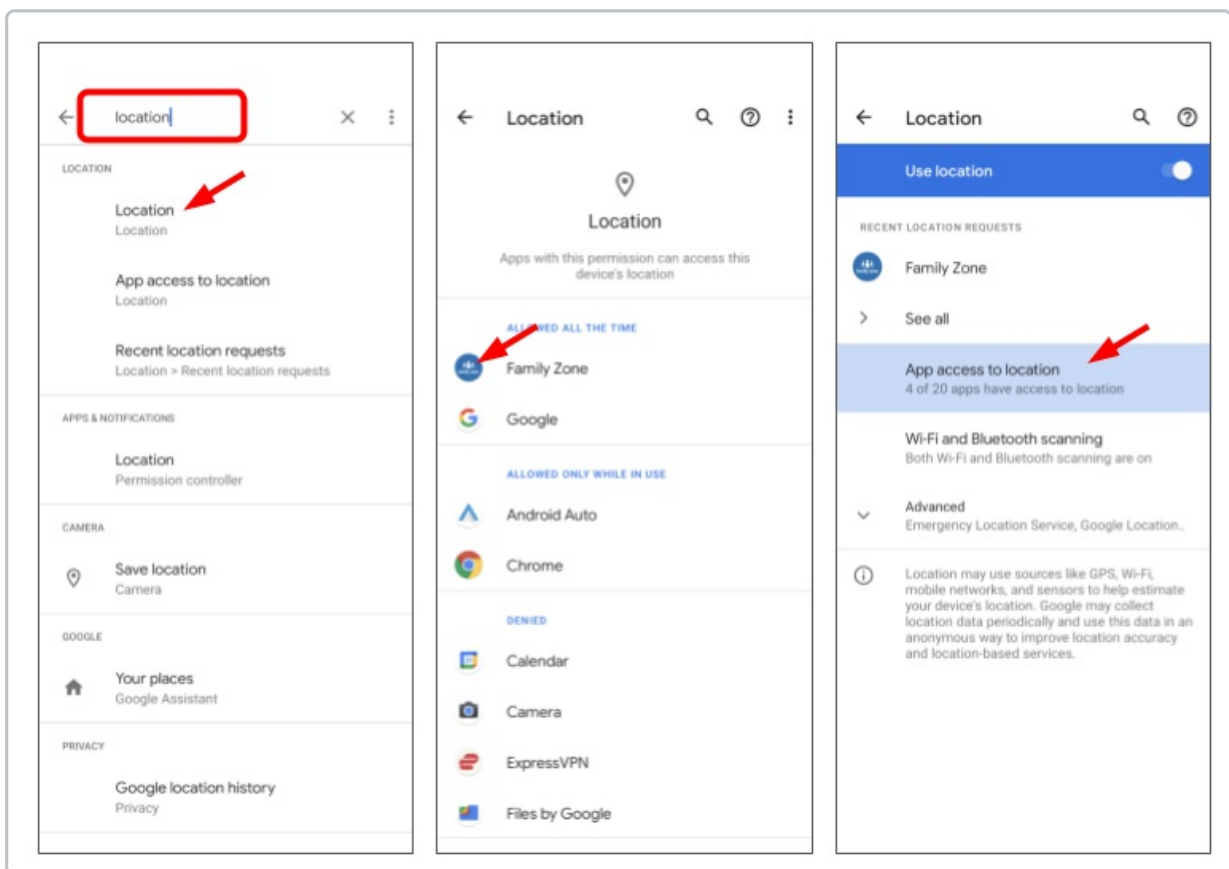 location
LOCATION
Location
Location
App access to location
Location
Recent location requests
Location > Recent location requests
APPS & NOTIFICATIONS
Location
Permission controller
CAMERA
Save location
Camera
GOOGLE
Your places
Google Assistant
PRIVACY
Google location history
Privacy
Location
Location
Apps with this permission can access this
device's location
ALLOWED ALL THE TIME
Family Zone
Google
ALLOWED ONLY WHILE IN USE
Android Auto
Chrome
DENIED
Calendar
Camera
ExpressVPN
Files by Google
Location
Use location
RECENT LOCATION REQUESTS
Family Zone
See all
App access to location
4 of 20 apps have access to location
Wi-Fi and Bluetooth scanning
Both Wi-Fi and Bluetooth scanning are on
Advanced
Emergency Location Service, Google Location..
Location may use sources like GPS, Wi-Fi,
mobile networks, and sensors to help estimate
your device's location. Google may collect
location data periodically and use this data in an
anonymous way to improve location accuracy
and location-based services.